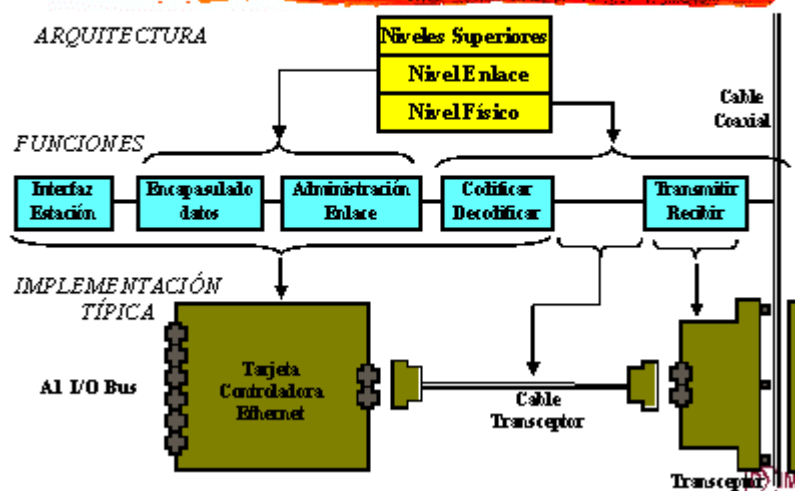 ARQUITECTURA
Niveles Superiores
Nivel Enlace
Nivel Físico
Cable
Coaxial
FUNCIONES
Interfaz
Estación
Encapasulado
datos
Administración
Enlace
Codificar
Decodificar
Transmitir
Recibir
IMPLEMENTACIÓN
TÍPICA
Al I/O Bus
Tarjeta
Controladora
Ethernet
Cable
Transceptor
Transceptor